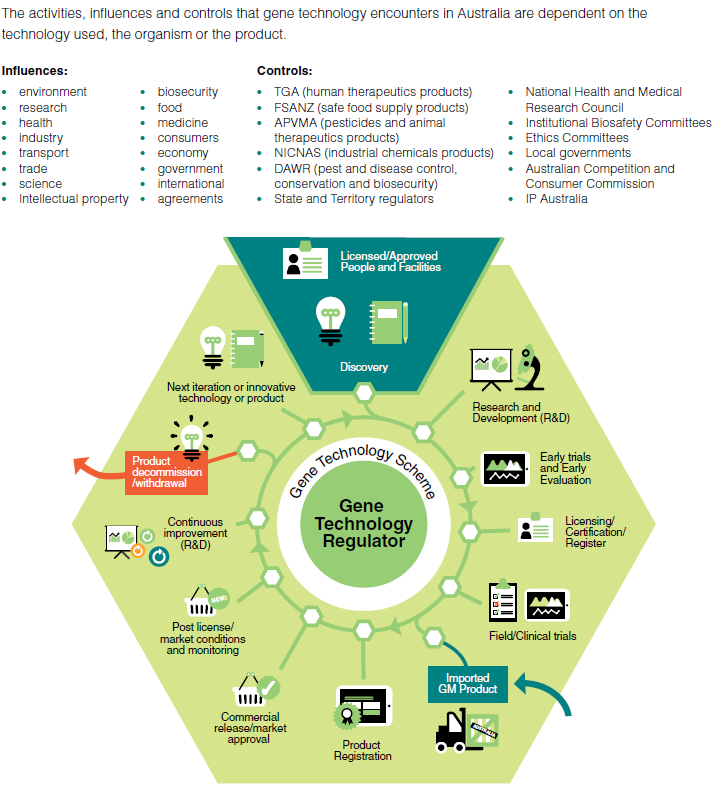 The activities, influences and controls that gene technology encounters in Australia are dependent on the
technology used, the organism or the product.
Influences:
• environment
• research
• health
• industry
• transport
• trade
• science
• Intellectual property
• biosecurity
• food
• medicine
• consumers
• economy
• government
• international
• agreements
Controls:
• TGA (human therapeutics products)
• FSANZ (safe food supply products)
• APVMA (pesticides and animal
therapeutics products)
• NICNAS (industrial chemicals products)
• DAWR (pest and disease control,
conservation and biosecurity)
• State and Territory regulators
• National Health and Medical
Research Council
• Institutional Biosafety Committees
• Ethics Committees
• Local governments
• Australian Competition and
Consumer Commission
• IP Australia
Licensed/Approved
People and Facilities
Discovery
Research and
Development (R&D)
Early trials
and Early
Evaluation
Licensing/
Certification/
Register
Field/Clinical trials
Imported
GM Product
AUSTRALIA
Product
Registration
Commercial
release/market
approval
NEW!
Post license/
market conditions
and monitoring
Continuous
improvement
(R&D)
Product
decommission
/withdrawal
Next iteration or innovative
technology or product
Gene Technology Scheme
Gene
Technology
Regulator